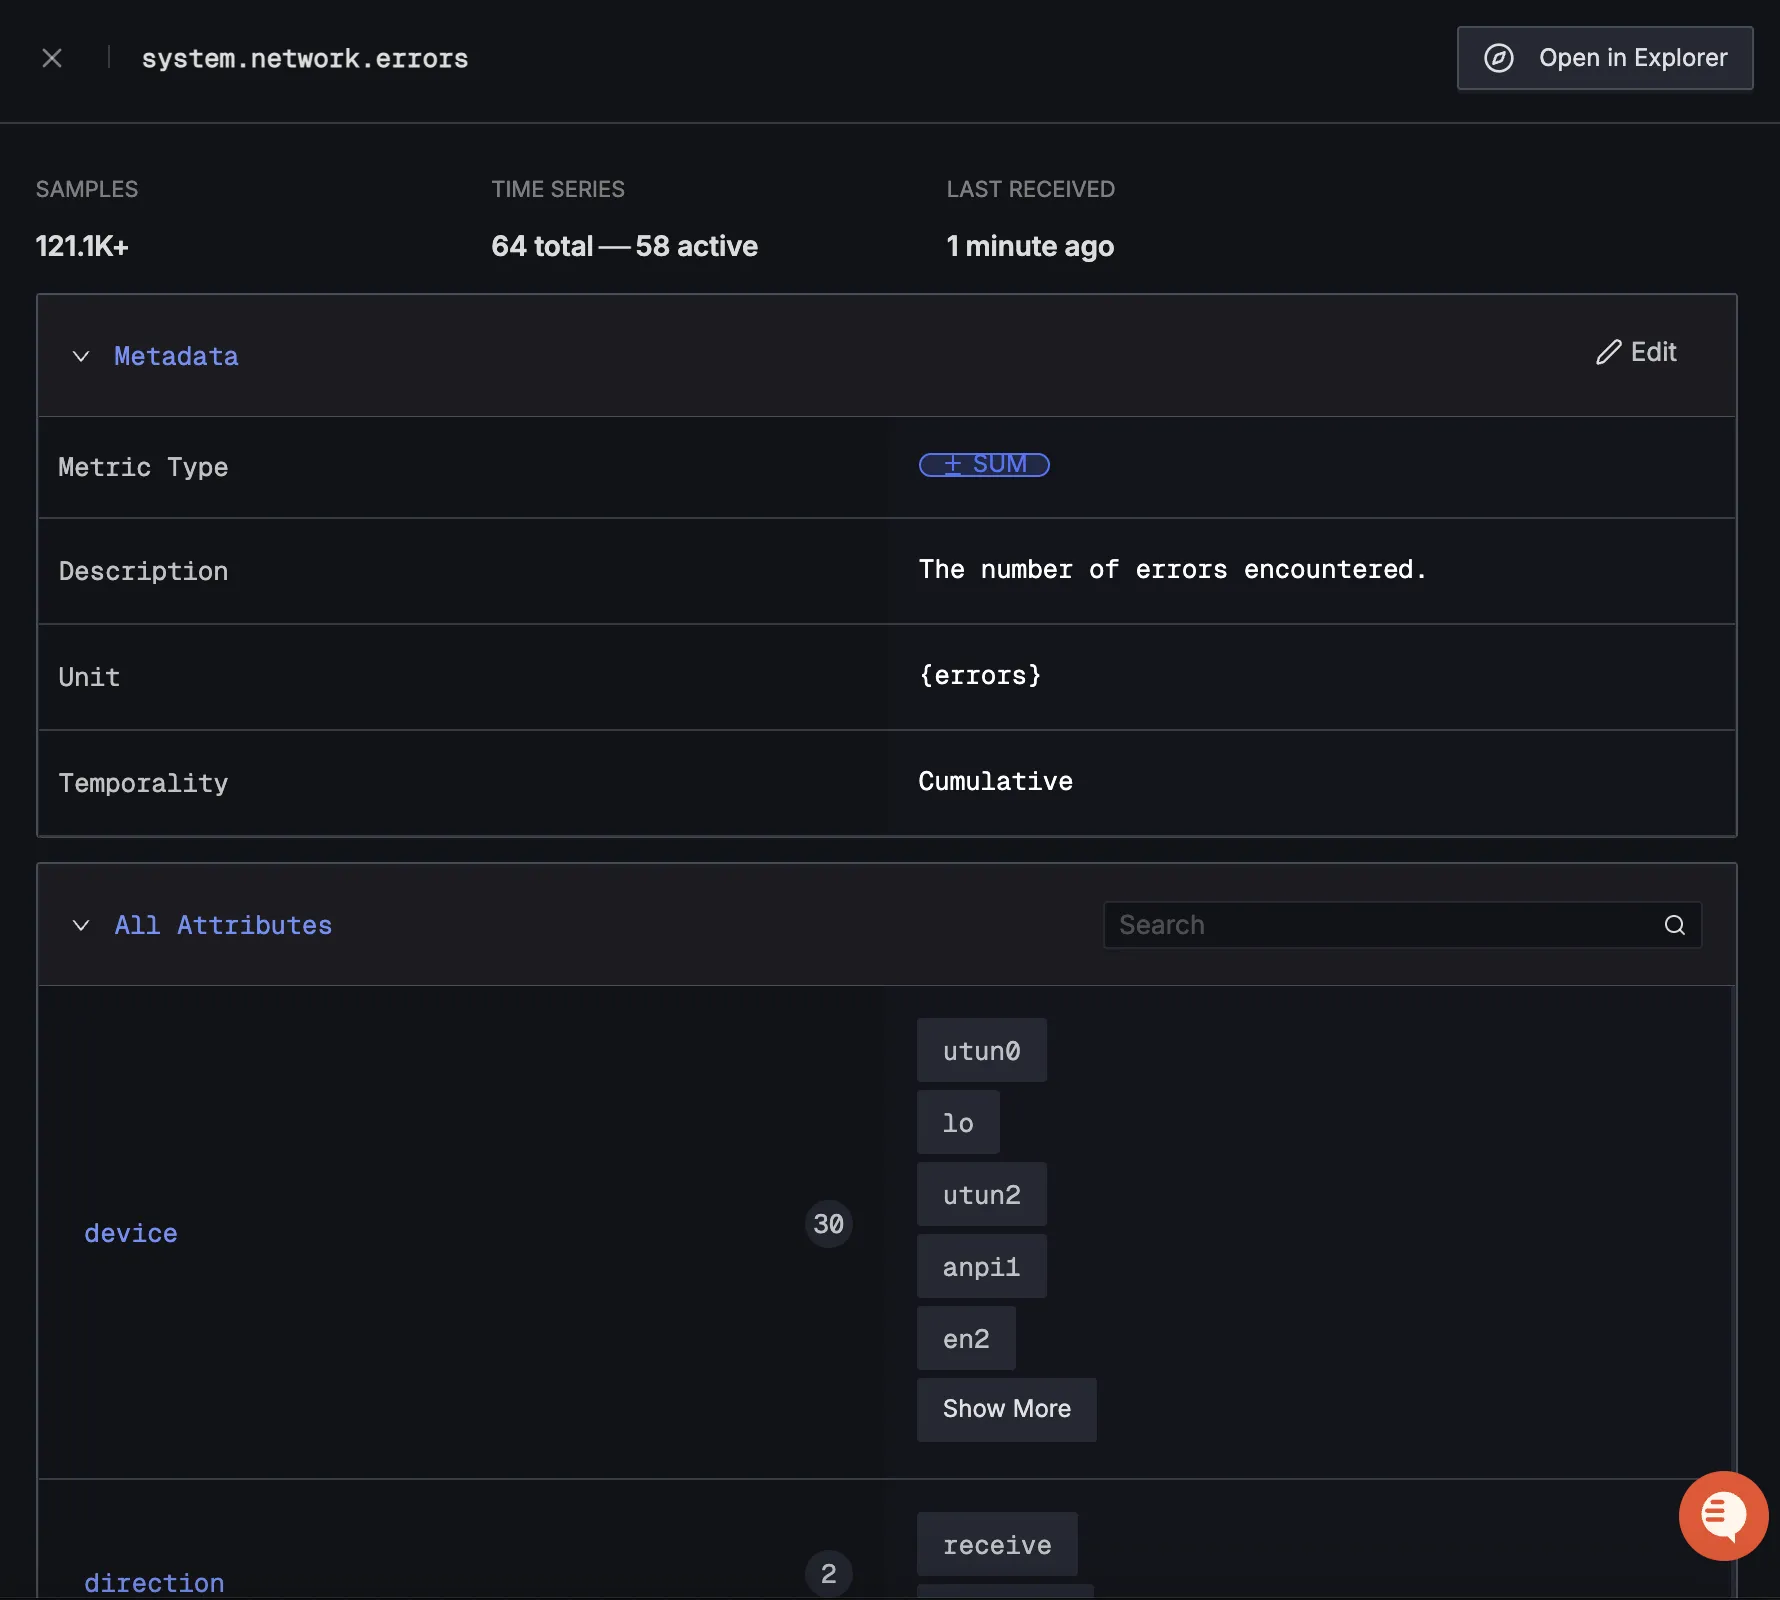 system.network.errors
Open in Explorer
SAMPLES
TIME SERIES
LAST RECEIVED
121.1K+
64 total — 58 active
1 minute ago
Metadata
Edit
Metric Type
SUM
Description
The number of errors encountered.
Unit
{errors}
Temporality
Cumulative
All Attributes
Search
device
30
utun0
lo
utun2
anpi1
en2
Show More
direction
2
receive